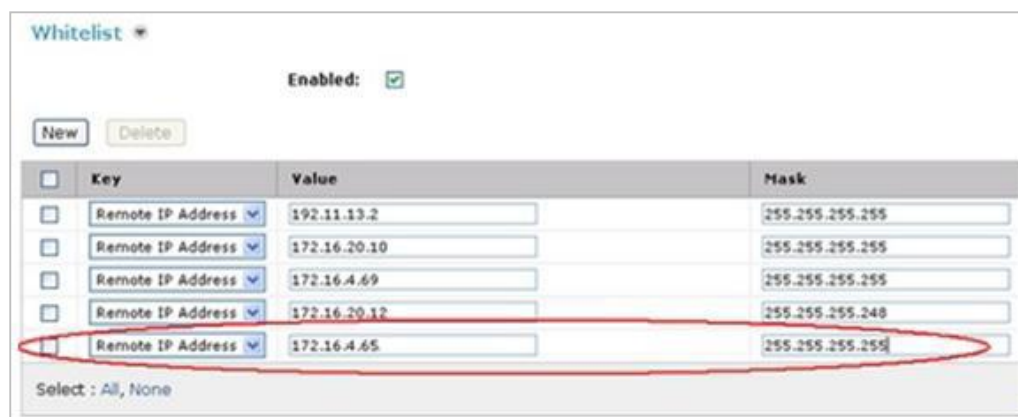 Whitelist
Enabled:
New Delete
Key Value Mask
Remote IP Address 192.11.13.2 255.255.255.255
Remote IP Address 172.16.20.10 255.255.255.255
Remote IP Address 172.16.4.69 255.255.255.255
Remote IP Address 172.16.20.12 255.255.255.248
Remote IP Address 172.16.4.65 255.255.255.255
Select : All, None